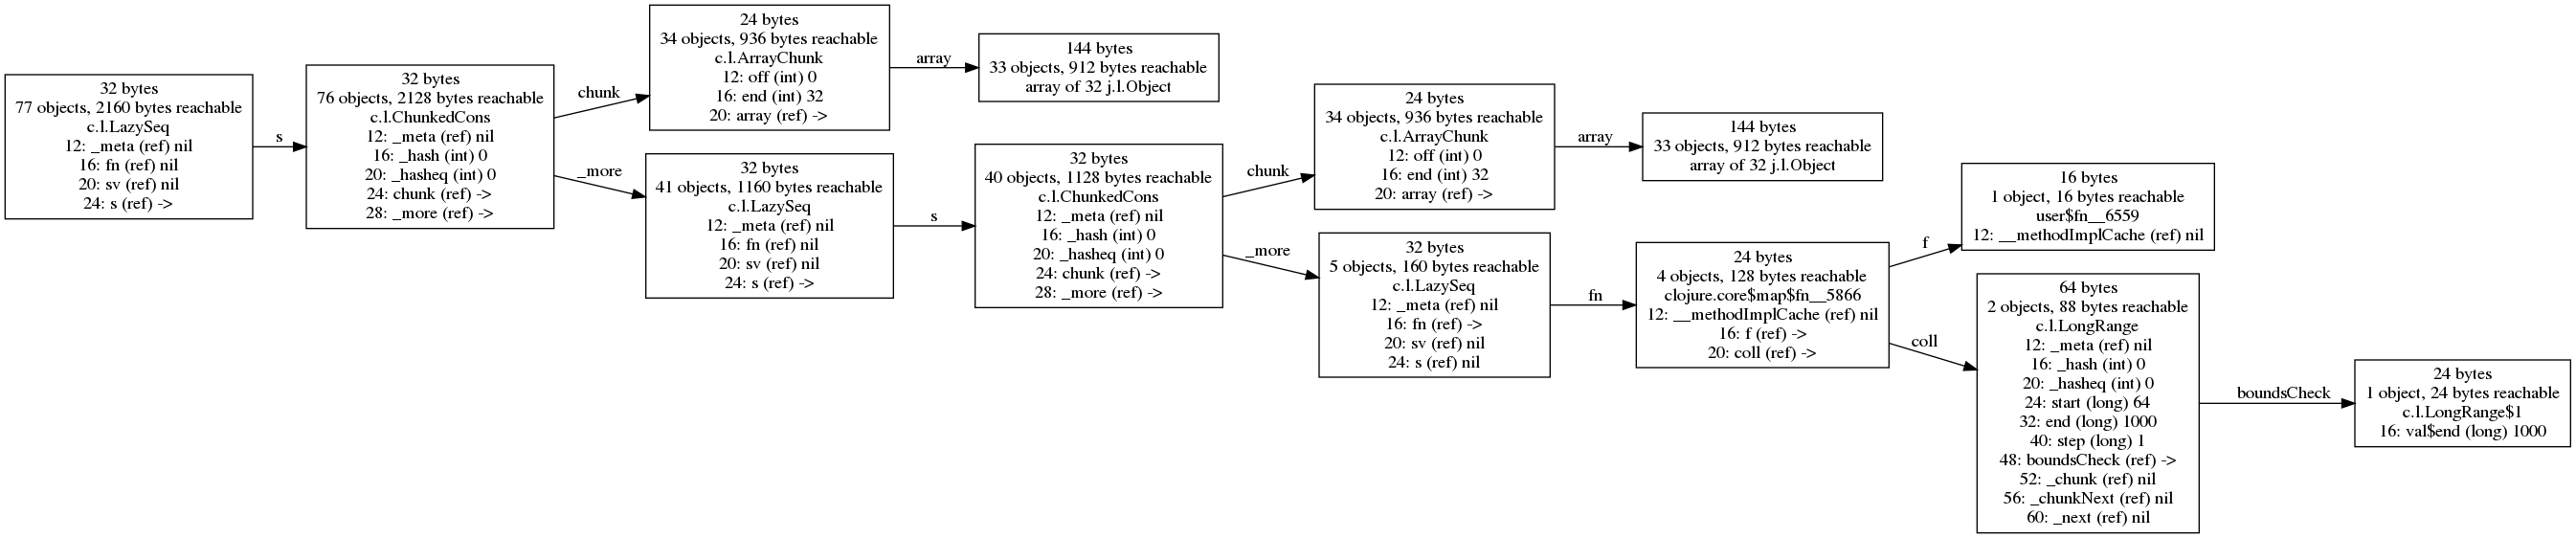 32 bytes
77 objects, 2160 bytes reachable
c.l.LazySeq
12: _meta (ref) nil
16: fn (ref) nil
20: sv (ref) nil
24: s (ref) ->
s
32 bytes
76 objects, 2128 bytes reachable
c.l.ChunkedCons
12: _meta (ref) nil
16: _hash (int) 0
20: _hasheq (int) 0
24: chunk (ref) ->
28: _more (ref) ->
chunk
24 bytes
34 objects, 936 bytes reachable
c.l.ArrayChunk
12: off (int) 0
16: end (int) 32
20: array (ref) ->
array
144 bytes
33 objects, 912 bytes reachable
array of 32 j.l.Object
_more
32 bytes
41 objects, 1160 bytes reachable
c.l.LazySeq
12: _meta (ref) nil
16: fn (ref) nil
20: sv (ref) nil
24: s (ref) ->
s
32 bytes
40 objects, 1128 bytes reachable
c.l.ChunkedCons
12: _meta (ref) nil
16: _hash (int) 0
20: _hasheq (int) 0
24: chunk (ref) ->
28: _more (ref) ->
chunk
24 bytes
34 objects, 936 bytes reachable
c.l.ArrayChunk
12: off (int) 0
16: end (int) 32
20: array (ref) ->
array
144 bytes
33 objects, 912 bytes reachable
array of 32 j.l.Object
_more
32 bytes
5 objects, 160 bytes reachable
c.l.LazySeq
12: _meta (ref) nil
16: fn (ref) ->
20: sv (ref) nil
24: s (ref) nil
fn
24 bytes
4 objects, 128 bytes reachable
clojure.core$map$fn__5866
12: __methodImplCache (ref) nil
16: f (ref) ->
20: coll (ref) ->
f
16 bytes
1 object, 16 bytes reachable
user$fn__6559
12: __methodImplCache (ref) nil
coll
64 bytes
2 objects, 88 bytes reachable
c.l.LongRange
12: _meta (ref) nil
16: _hash (int) 0
20: _hasheq (int) 0
24: start (long) 64
32: end (long) 1000
40: step (long) 1
48: boundsCheck (ref) ->
52: _chunk (ref) nil
56: _chunkNext (ref) nil
60: _next (ref) nil
boundsCheck
24 bytes
1 object, 24 bytes reachable
c.l.LongRange$1
16: val$end (long) 1000